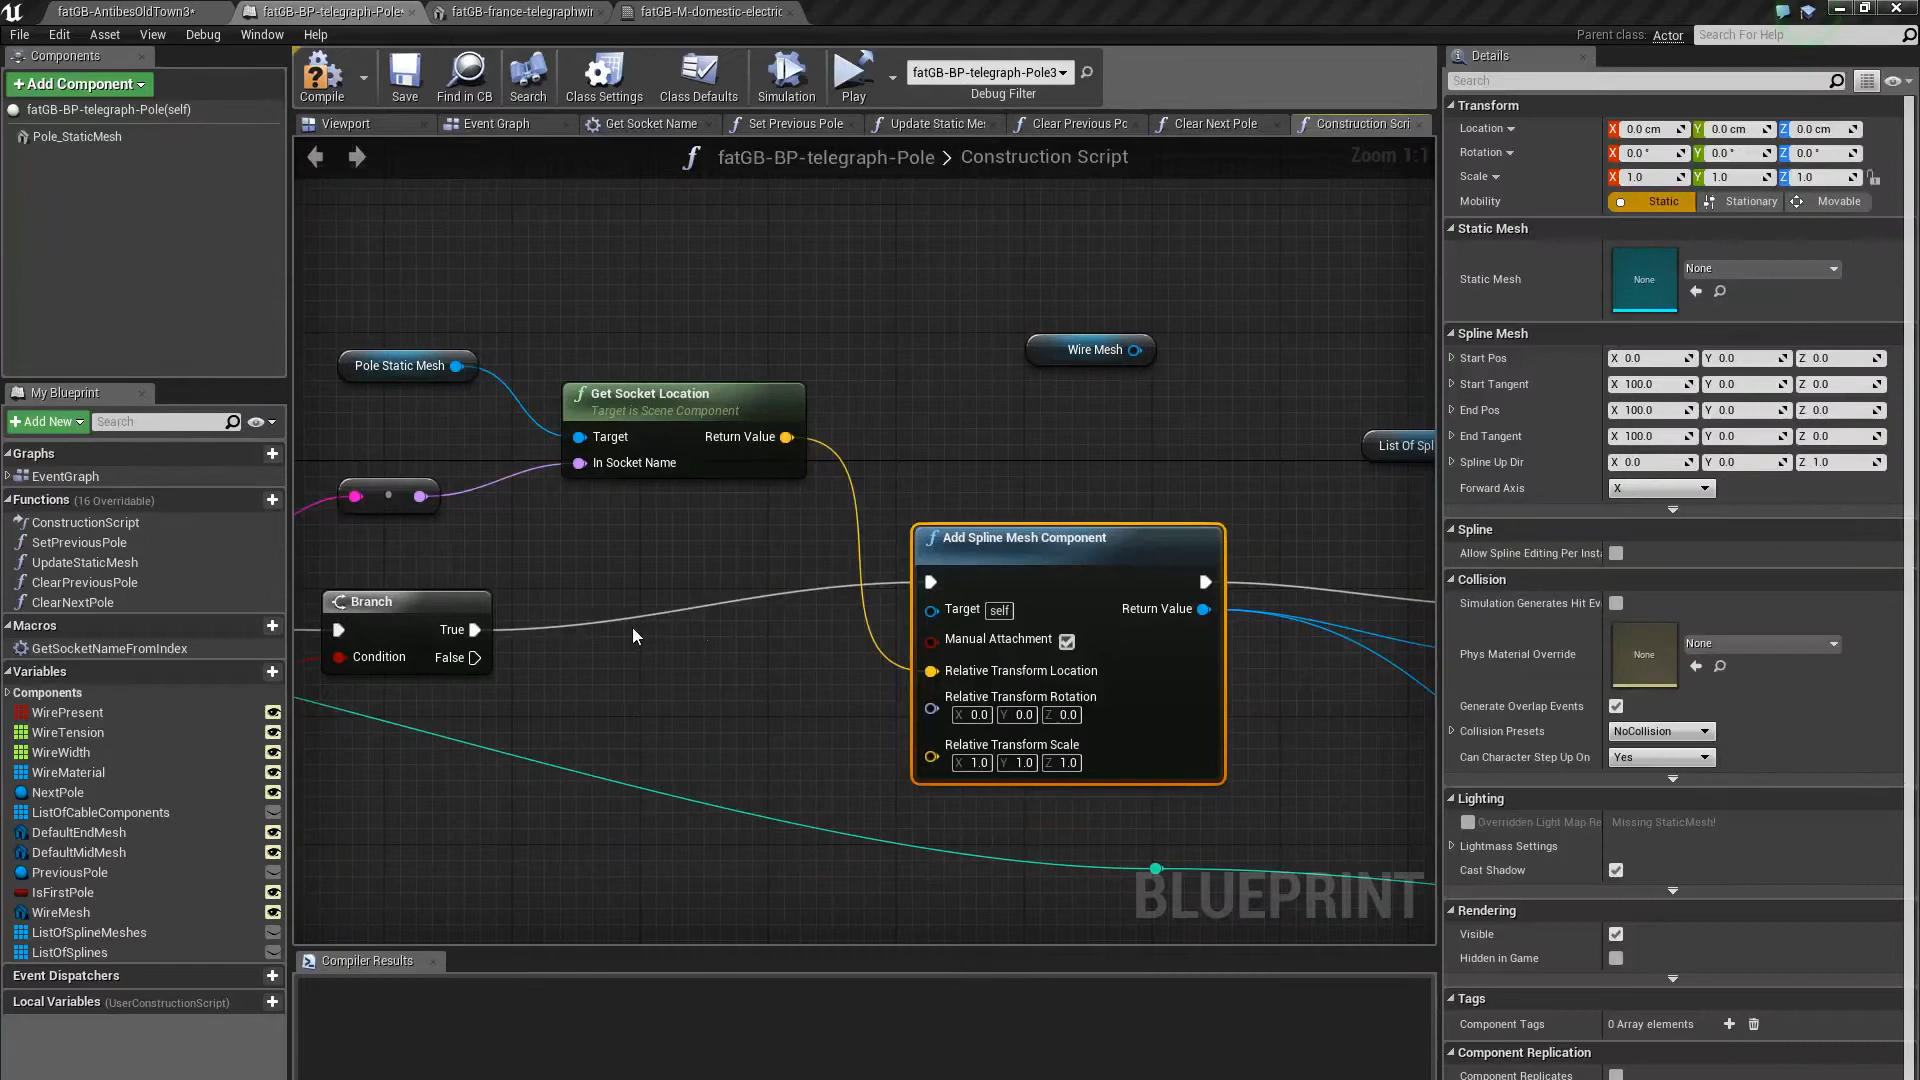 fatGB-AntibesOldTown3*
fatGB-BP-telegraph-Pole*
fatGB-france-telegraphwir
fatGB-M-domestic-electric
File Edit Asset View Debug Window Help
Parent class: Actor
Search For Help
Components
+Add Component
fatGB-BP-telegraph-Pole(self)
Pole_StaticMesh
My Blueprint
+Add New
Search
Graphs
EventGraph
Functions (16 Overridable)
ConstructionScript
SetPreviousPole
UpdateStaticMesh
ClearPreviousPole
ClearNextPole
Macros
GetSocketNameFromIndex
Variables
Components
WirePresent
WireTension
WireWidth
WireMaterial
NextPole
ListOfCableComponents
DefaultEndMesh
DefaultMidMesh
PreviousPole
IsFirstPole
WireMesh
ListOfSplineMeshes
ListOfSplines
Event Dispatchers
Local Variables (UserConstructionScript)
Compile
Save
Find in CB
Search
Class Settings
Class Defaults
Simulation
Play
fatGB-BP-telegraph-Pole3
Debug Filter
Viewport
Event Graph
Get Socket Name
Set Previous Pole
Update Static Me
Clear Previous Po
Clear Next Pole
Construction Scri
f fatGB-BP-telegraph-Pole > Construction Script
Zoom 1:1
Pole Static Mesh
f Get Socket Location
Target is Scene Component
Target
Return Value
In Socket Name
Wire Mesh
List Of Spl
Branch
True
Condition
False
f Add Spline Mesh Component
Target self
Return Value
Manual Attachment
Relative Transform Location
Relative Transform Rotation
X 0.0 Y 0.0 Z 0.0
Relative Transform Scale
X 1.0 Y 1.0 Z 1.0
BLUEPRINT
Compiler Results
Details
Search
Transform
Location X 0.0 cm Y 0.0 cm Z 0.0 cm
Rotation X 0.0 ° Y 0.0 ° Z 0.0 °
Scale X 1.0 Y 1.0 Z 1.0
Mobility Static Stationary Movable
Static Mesh
Static Mesh None None
Spline Mesh
Start Pos X 0.0 Y 0.0 Z 0.0
Start Tangent X 100.0 Y 0.0 Z 0.0
End Pos X 100.0 Y 0.0 Z 0.0
End Tangent X 100.0 Y 0.0 Z 0.0
Spline Up Dir X 0.0 Y 0.0 Z 1.0
Forward Axis X
Spline
Allow Spline Editing Per Insta
Collision
Simulation Generates Hit Ev
Phys Material Override None None
Generate Overlap Events
Collision Presets NoCollision
Can Character Step Up On Yes
Lighting
Overridden Light Map Re Missing StaticMesh!
Lightmass Settings
Cast Shadow
Rendering
Visible
Hidden in Game
Tags
Component Tags 0 Array elements
Component Replication
Component Replicates